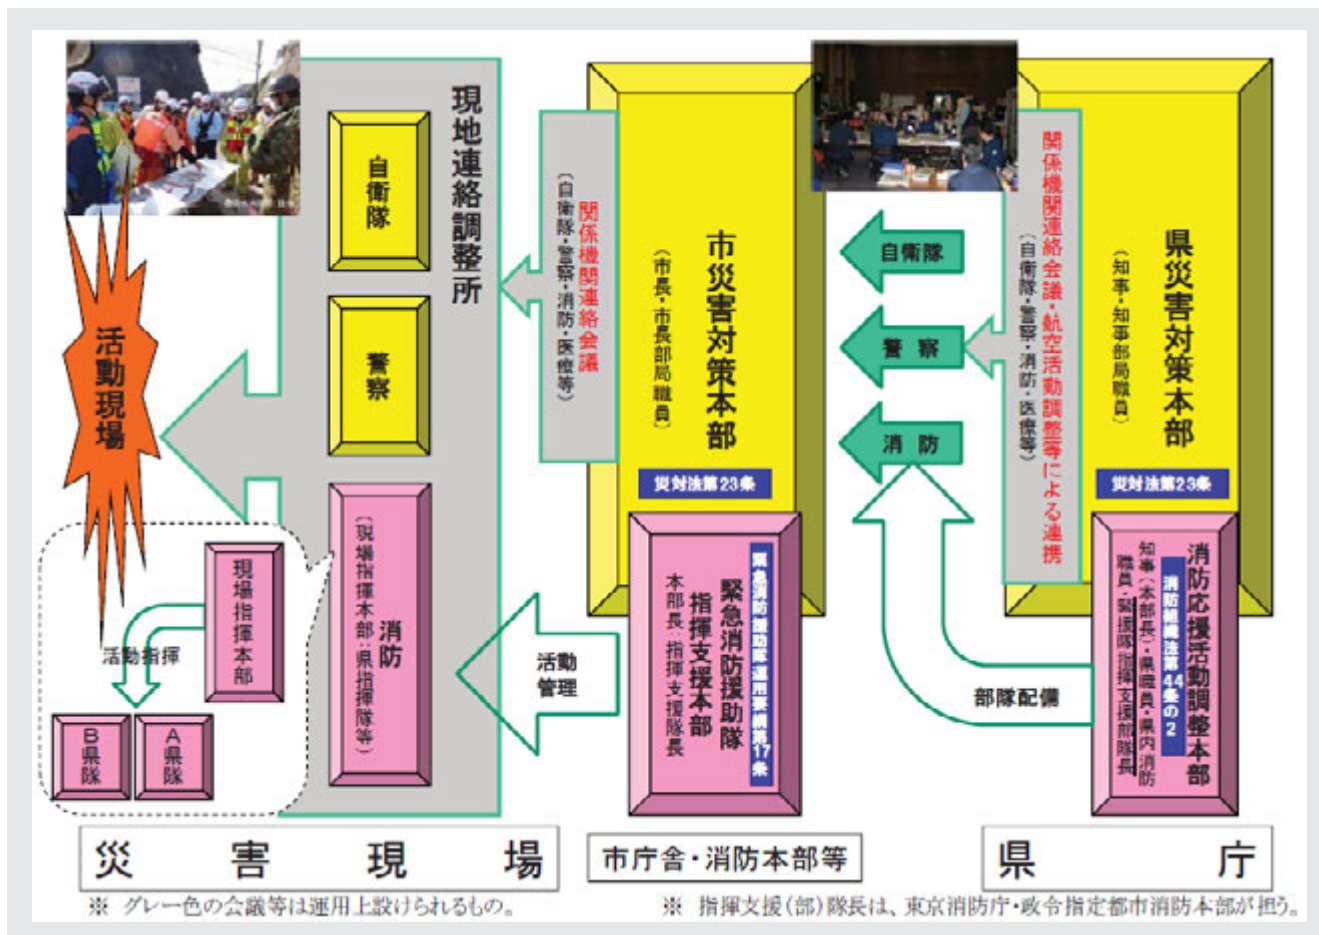 現地連絡調整所
自衛隊
警察
消防
(現場指揮本部:県指揮隊等)
活動現場
現場指揮本部
活動指揮
B県隊
A県隊
関係機関連絡会議
(自衛隊・警察・消防・医療等)
市災害対策本部
(市長・市長部局職員)
災対法第23条
緊急消防援助隊運用要綱第17条
緊急消防援助隊
指揮支援本部
本部長:指揮支援隊長
活動
管理
自衛隊
警察
消防
部隊配備
関係機関連絡会議・航空活動調整等による連携
(自衛隊・警察・消防・医療等)
県災害対策本部
(知事・知事部局職員)
災対法第23条
消防応援活動調整本部
消防組織法第44条の2
知事(本部長)・県職員・県内消防
職員・緊援隊指揮支援部隊長
災害現場
市庁舎・消防本部等
県庁
※ グレー色の会議等は運用上設けられるもの。
※ 指揮支援(部)隊長は、東京消防庁・政令指定都市消防本部が担う。